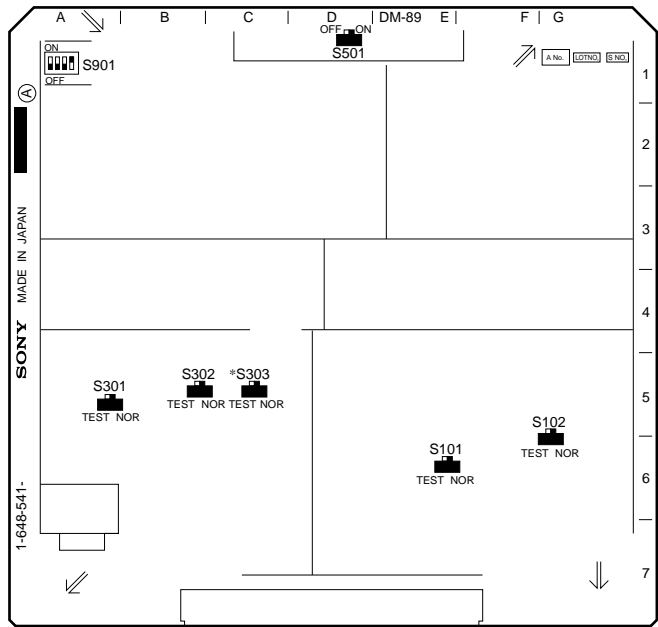 A B C D DM-89 E F G
OFF ON
S501
ON
S901
OFF
A No. LOTNO. S NO.
1
2
3
4
5
6
7
A
SONY MADE IN JAPAN
1-648-541-
S301
TEST NOR
S302
TEST NOR
*S303
TEST NOR
S101
TEST NOR
S102
TEST NOR